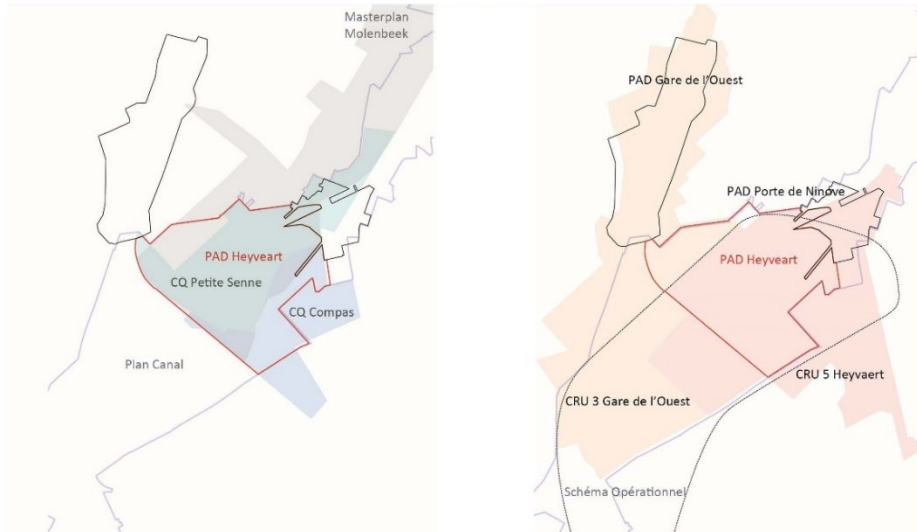 Masterplan
Molenbeek
PAD Heyveart
CQ Petite Senne
CQ Compas
Plan Canal
PAD Gare de l'Ouest
PAD Porte de Ninove
PAD Heyveart
CRU 5 Heyvaert
CRU 3 Gare de l'Ouest
Schéma Opérationnel